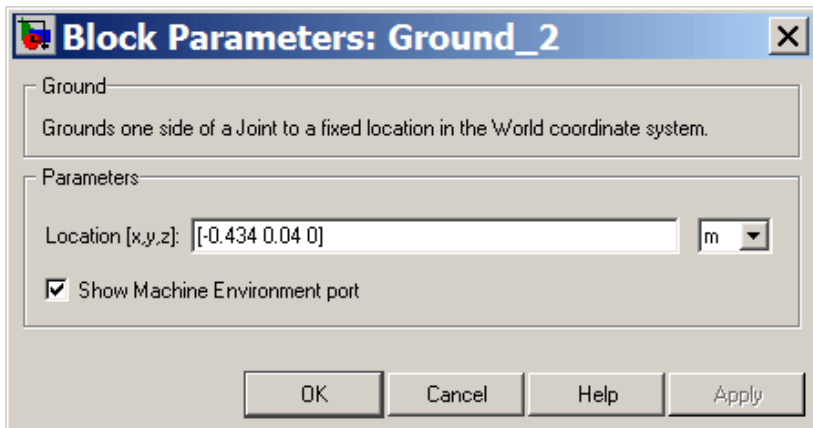 Block Parameters: Ground_2
Ground
Grounds one side of a Joint to a fixed location in the World coordinate system.
Parameters
Location [x,y,z]: [-0.434 0.04 0] m
Show Machine Environment port
OK Cancel Help Apply